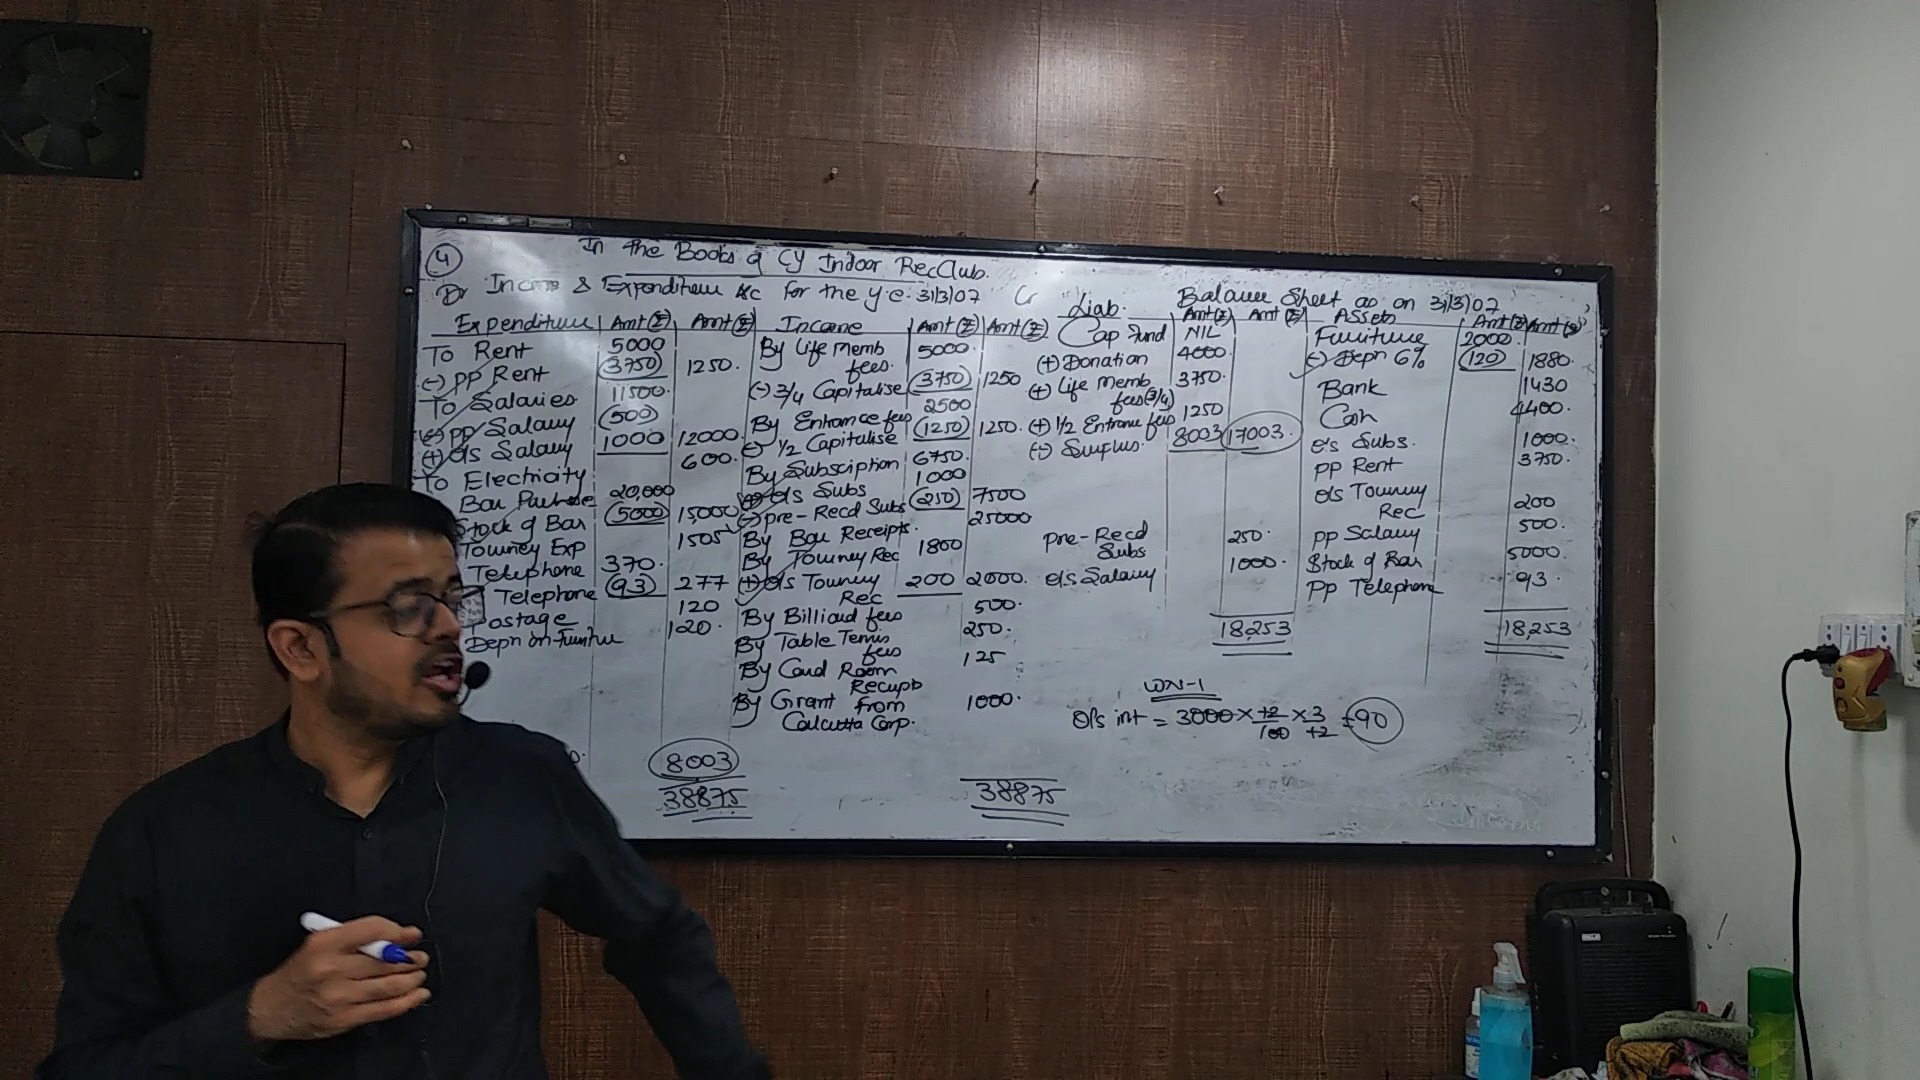 4
In the Books of CY Indoor Rec Club.
Dr Income & Expenditure A/c for the y.e. 31/3/07 Cr
Expenditure Amt(₹) Amt(₹) Income Amt(₹) Amt(₹)
To Rent 5000
(-) PP Rent (3750) 1250.
To Salaries 11500.
(-) PP Salary (500)
(+) O/s Salary 1000 12000
To Electricity 600.
Bar Purchase 20,000
Stock of Bar (5000) 15,000
Tourney Exp 1505
Telephone 370.
Telephone (93) 277
Postage 120
Depn on Furniture 120.
8003
38875
By Life Memb fees. 5000.
(-) 3/4 Capitalise (3750) 1250
By Entrance fees 2500
(-) 1/2 Capitalise (1250) 1250.
By Subsciption 6750.
O/s Subs 1000
(-) Pre-Recd Subs (250) 7500
By Bar Receipts. 25000
By Tourney Rec 1800
(+) O/s Tourney Rec 200 2000.
By Billiard fees 500.
By Table Tennis fees 250.
By Card Room Receipts 125
By Grant from Calcutta Corp. 1000.
38875
Balance Sheet as on 31/3/07
Liab. Amt(₹) Amt(₹) Assets Amt(₹) Amt(₹)
Cap Fund NIL
(+) Donation 4000.
(+) Life Memb fees (3/4) 3750.
(+) 1/2 Entrance fees 1250
(-) Surplus. 8003 17003.
Pre-Recd Subs 250.
O/s Salary 1000.
18,253
Furniture 2000.
(-) Depn 6% (120) 1880.
Bank 1430
Cash 4400.
O/s Subs. 1000.
PP Rent 3750.
O/s Tourney Rec 200
PP Salary 500.
Stock of Bar 5000.
PP Telephone 93.
18,253
WN-1
O/s int = 3000 × 12/100 × 3/12 = 90